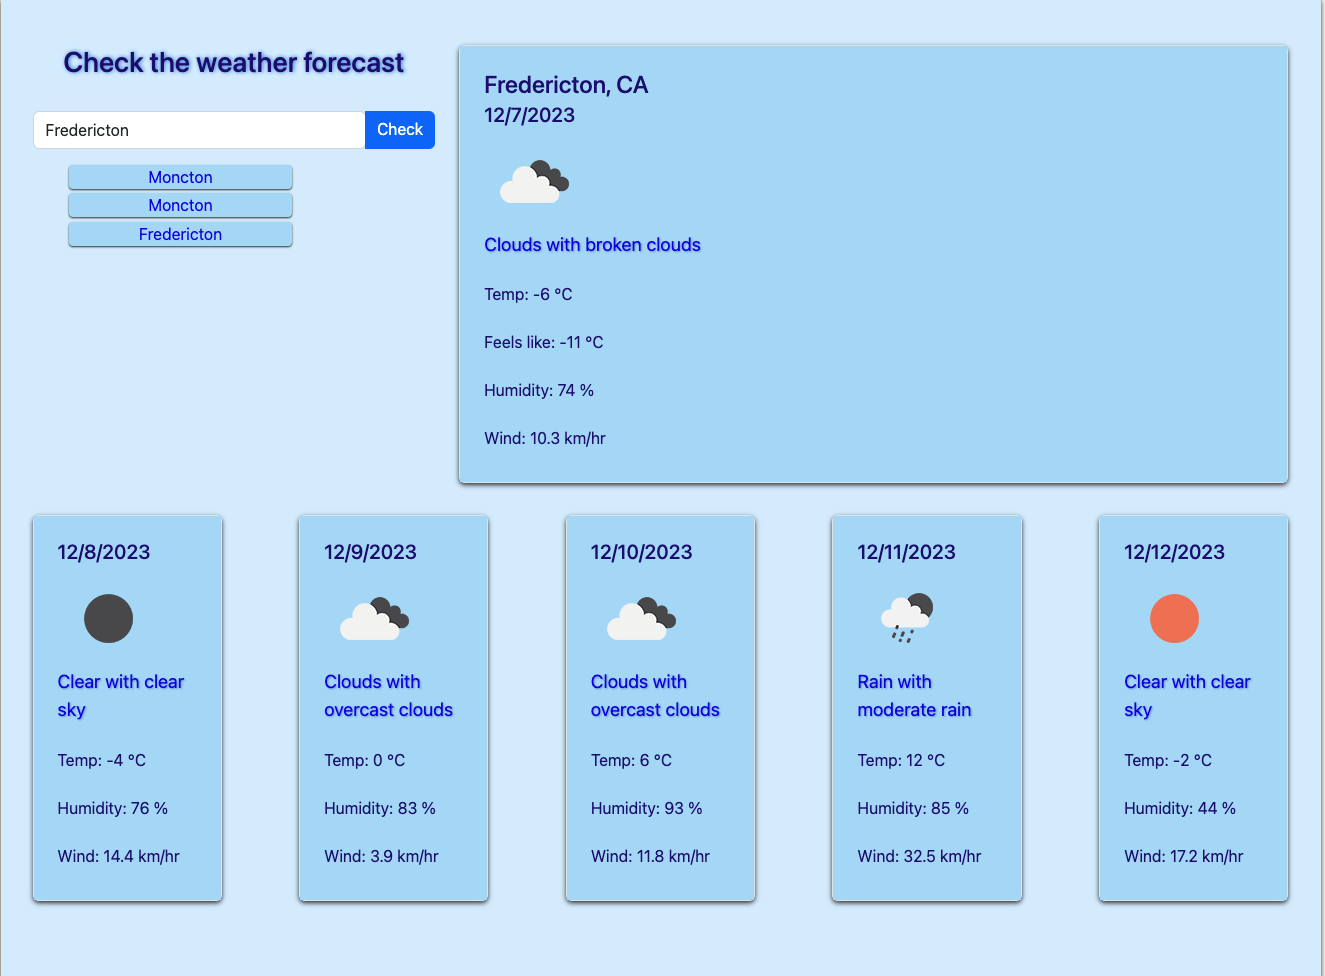 Check the weather forecast
Fredericton
Check
Moncton
Moncton
Fredericton
Fredericton, CA
12/7/2023
Clouds with broken clouds
Temp: -6 °C
Feels like: -11 °C
Humidity: 74 %
Wind: 10.3 km/hr
12/8/2023
Clear with clear
sky
Temp: -4 °C
Humidity: 76 %
Wind: 14.4 km/hr
12/9/2023
Clouds with
overcast clouds
Temp: 0 °C
Humidity: 83 %
Wind: 3.9 km/hr
12/10/2023
Clouds with
overcast clouds
Temp: 6 °C
Humidity: 93 %
Wind: 11.8 km/hr
12/11/2023
Rain with
moderate rain
Temp: 12 °C
Humidity: 85 %
Wind: 32.5 km/hr
12/12/2023
Clear with clear
sky
Temp: -2 °C
Humidity: 44 %
Wind: 17.2 km/hr